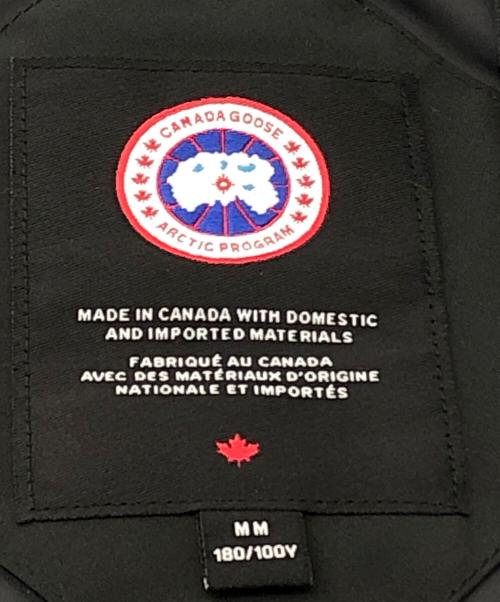 CANADA GOOSE
ARCTIC PROGRAM
MADE IN CANADA WITH DOMESTIC
AND IMPORTED MATERIALS
FABRIQUÉ AU CANADA
AVEC DES MATÉRIAUX D'ORIGINE
NATIONALE ET IMPORTÉS
M M
180/100Y